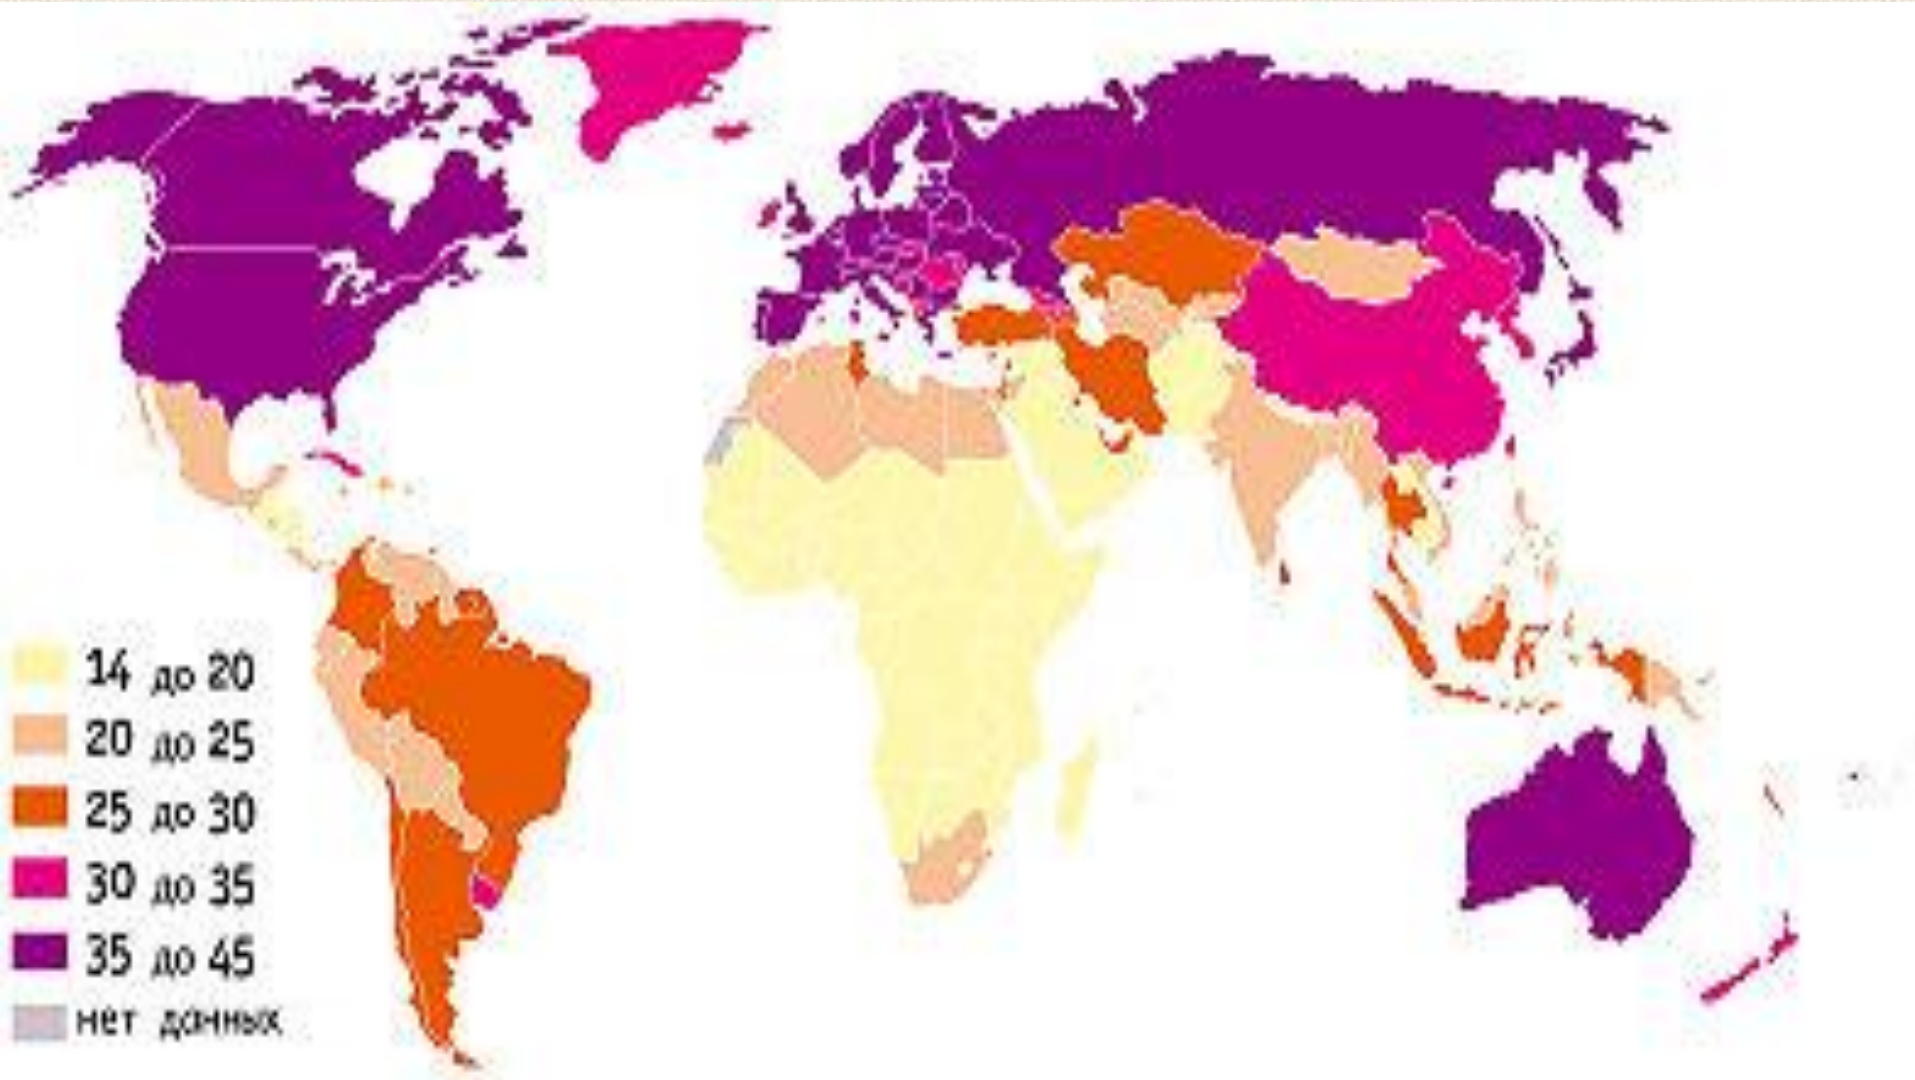 14 до 20
20 до 25
25 до 30
30 до 35
35 до 45
нет данных